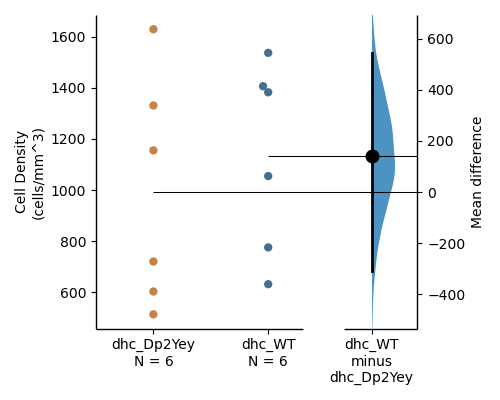 Cell Density
(cells/mm^3)
1600
1400
1200
1000
800
600
dhc_Dp2Yey
N = 6
dhc_WT
N = 6
dhc_WT
minus
dhc_Dp2Yey
600
400
200
0
−200
−400
Mean difference